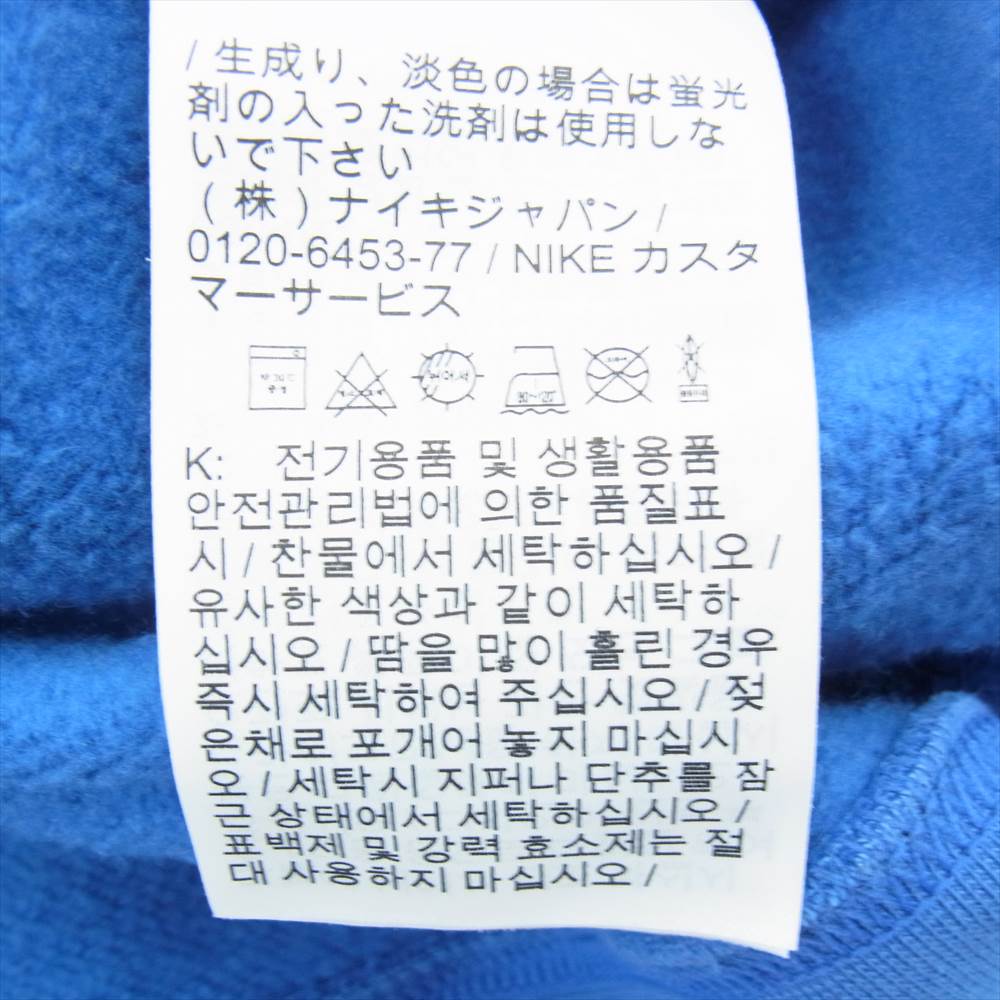 / 生成り、淡色の場合は蛍光
剤の入った洗剤は使用しな
いで下さい
(株)ナイキジャパン /
0120-6453-77 / NIKE カスタ
マーサービス
K: 전기용품 및 생활용품
안전관리법에 의한 품질표
시 / 찬물에서 세탁하십시오 /
유사한 색상과 같이 세탁하
십시오 / 땀을 많이 흘린 경우
즉시 세탁하여 주십시오 / 젖
은채로 포개어 놓지 마십시
오 / 세탁시 지퍼나 단추를 잠
근 상태에서 세탁하십시오 /
표백제 및 강력 효소제는 절
대 사용하지 마십시오 /